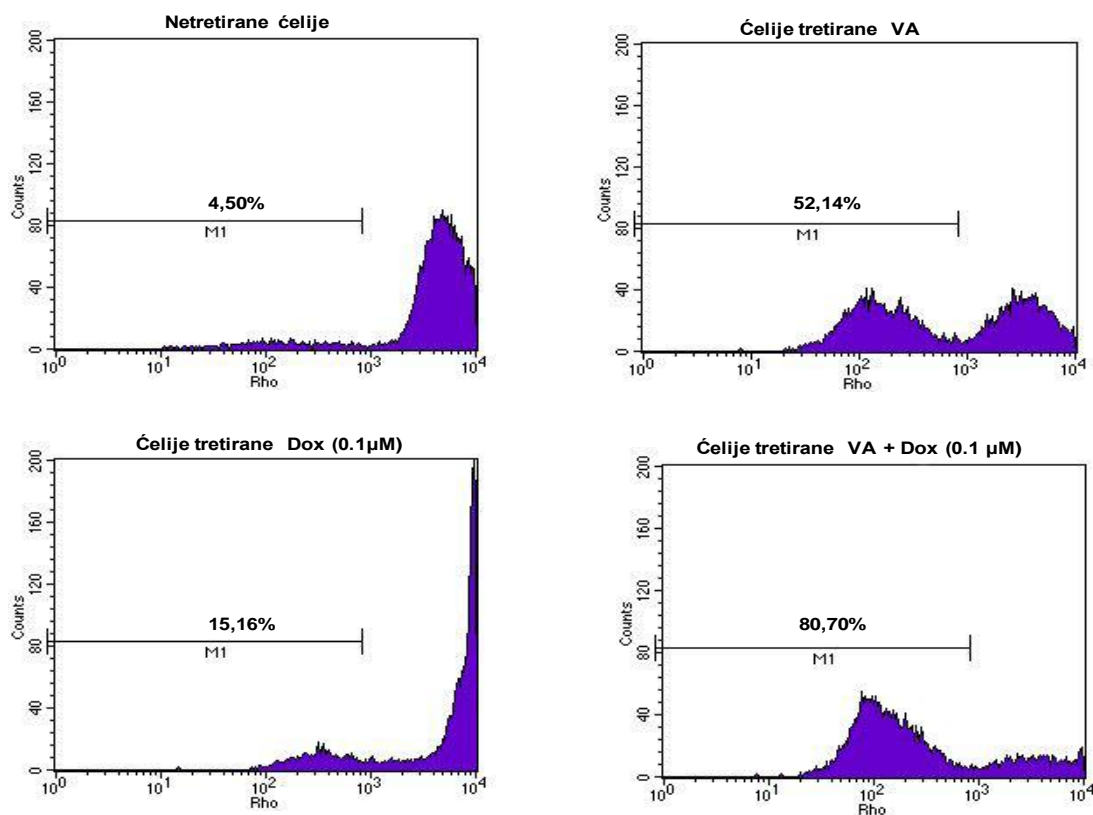 Netretirane ćelije
200
160
120
80
40
0
Counts
4,50%
M1
10^0 10^1 10^2 10^3 10^4
Rho
Ćelije tretirane VA
200
160
120
80
40
0
Counts
52,14%
M1
10^0 10^1 10^2 10^3 10^4
Rho
Ćelije tretirane Dox (0.1µM)
200
160
120
80
40
0
Counts
15,16%
M1
10^0 10^1 10^2 10^3 10^4
Rho
Ćelije tretirane VA + Dox (0.1 µM)
200
160
120
80
40
0
Counts
80,70%
M1
10^0 10^1 10^2 10^3 10^4
Rho